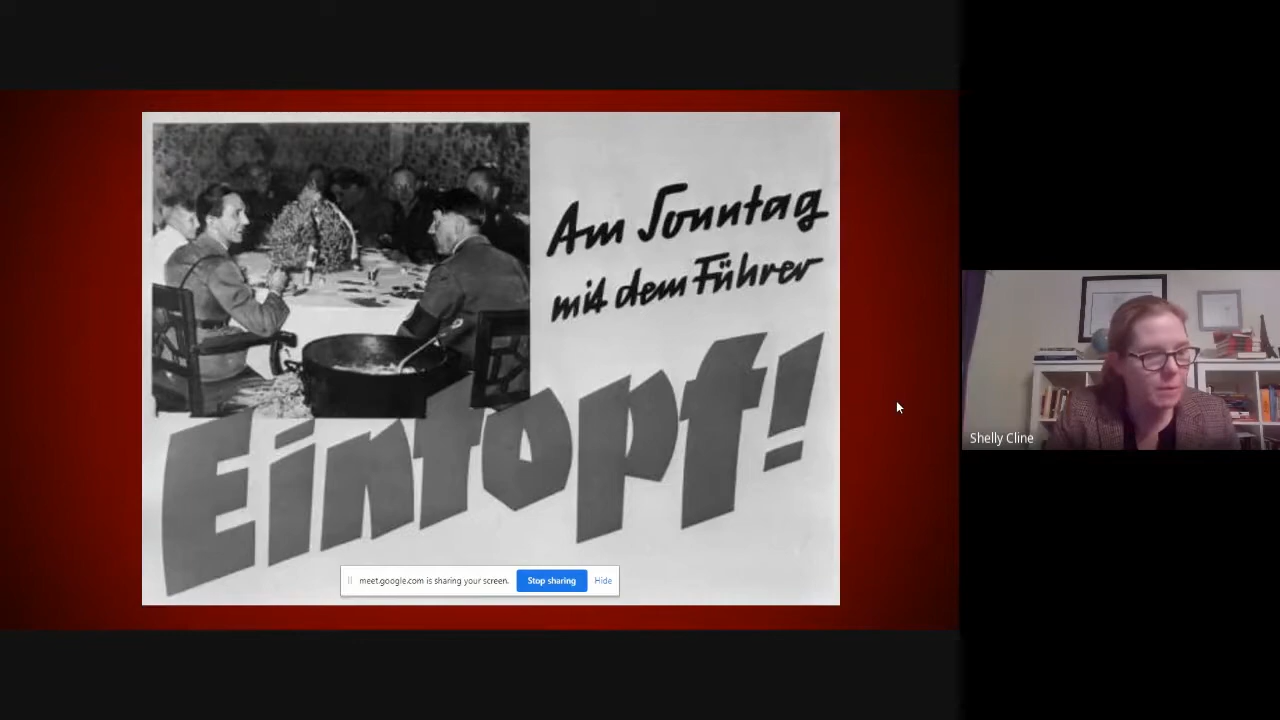 Am Sonntag
mit dem Führer
Eintopf!
meet.google.com is sharing your screen.
Stop sharing
Hide
Shelly Cline